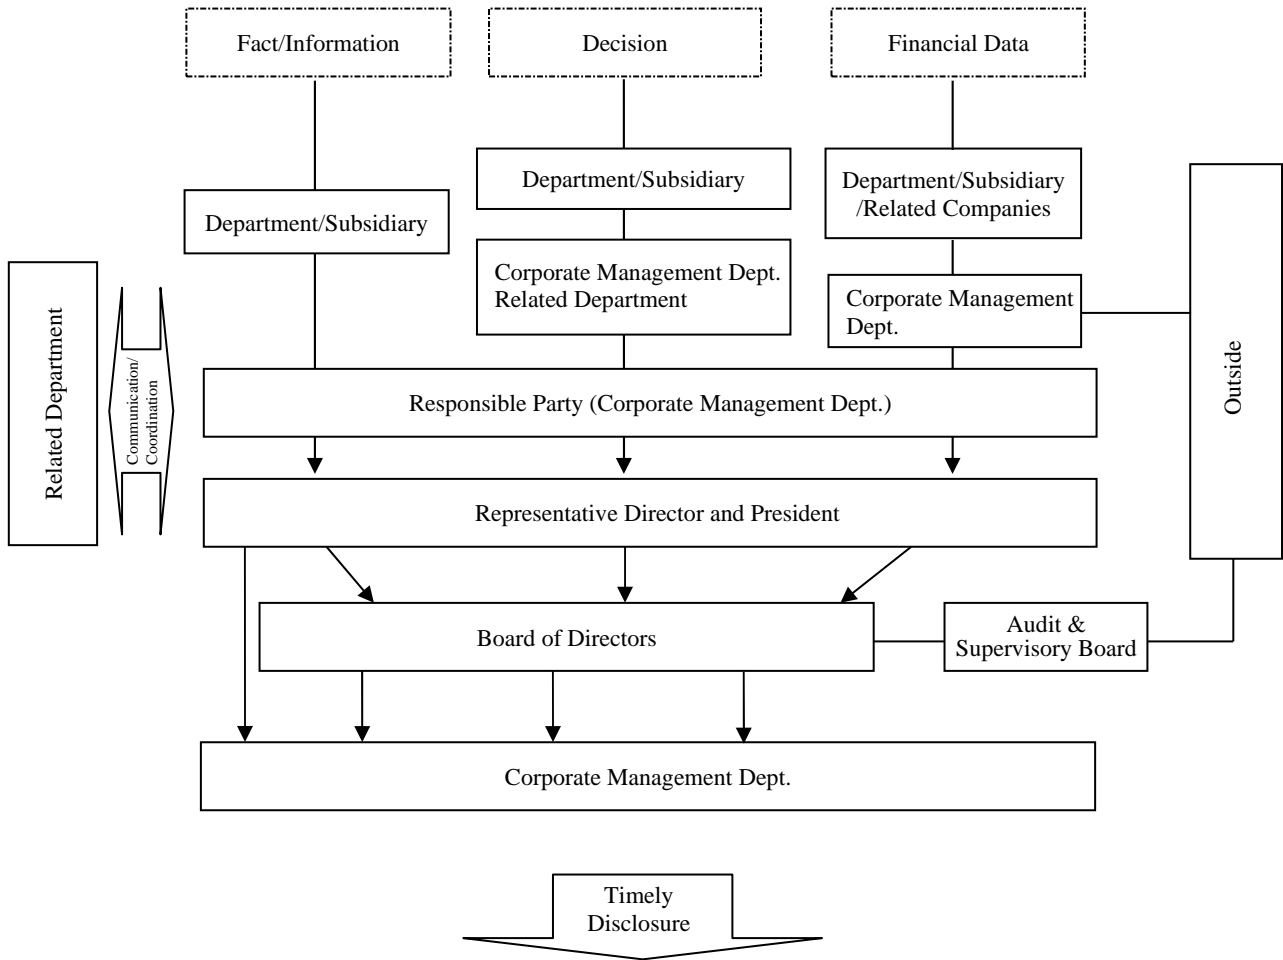 Fact/Information
Decision
Financial Data
Department/Subsidiary
Department/Subsidiary
/Related Companies
Department/Subsidiary
Corporate Management Dept.
Related Department
Corporate Management
Dept.
Related Department
Communication/
Coordination
Outside
Responsible Party (Corporate Management Dept.)
Representative Director and President
Board of Directors
Audit &
Supervisory Board
Corporate Management Dept.
Timely
Disclosure